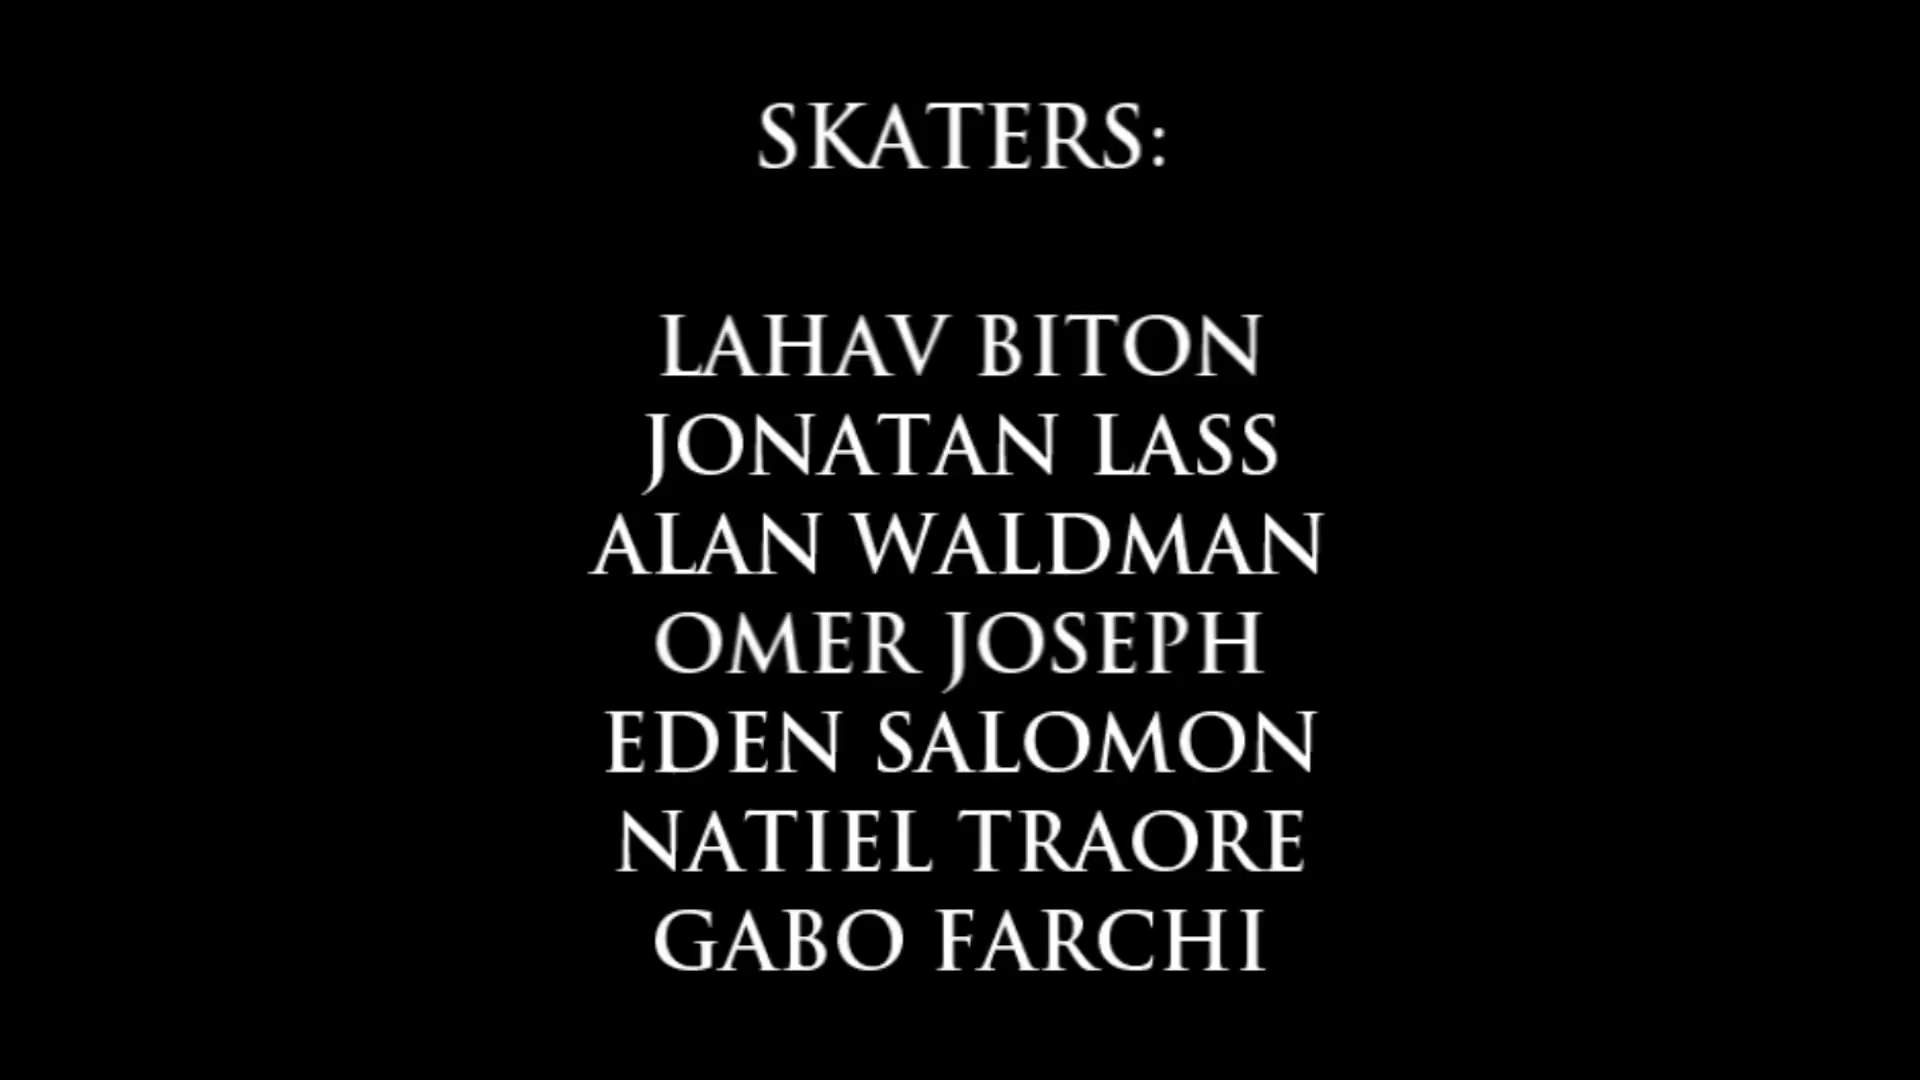 SKATERS:
LAHAV BITON
JONATAN LASS
ALAN WALDMAN
OMER JOSEPH
EDEN SALOMON
NATIEL TRAORE
GABO FARCHI